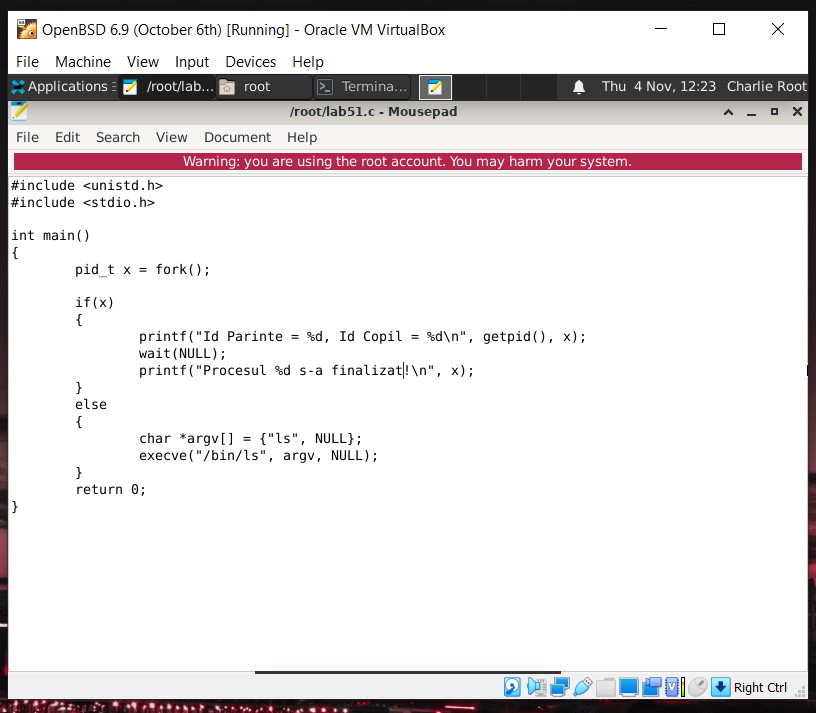 OpenBSD 6.9 (October 6th) [Running] - Oracle VM VirtualBox
File Machine View Input Devices Help
Applications /root/lab... root Termina... Thu 4 Nov, 12:23 Charlie Root
/root/lab51.c - Mousepad
File Edit Search View Document Help
Warning: you are using the root account. You may harm your system.
#include <unistd.h>
#include <stdio.h>
int main()
{
        pid_t x = fork();
        if(x)
        {
                printf("Id Parinte = %d, Id Copil = %d\n", getpid(), x);
                wait(NULL);
                printf("Procesul %d s-a finalizat!\n", x);
        }
        else
        {
                char *argv[] = {"ls", NULL};
                execve("/bin/ls", argv, NULL);
        }
        return 0;
}
Right Ctrl